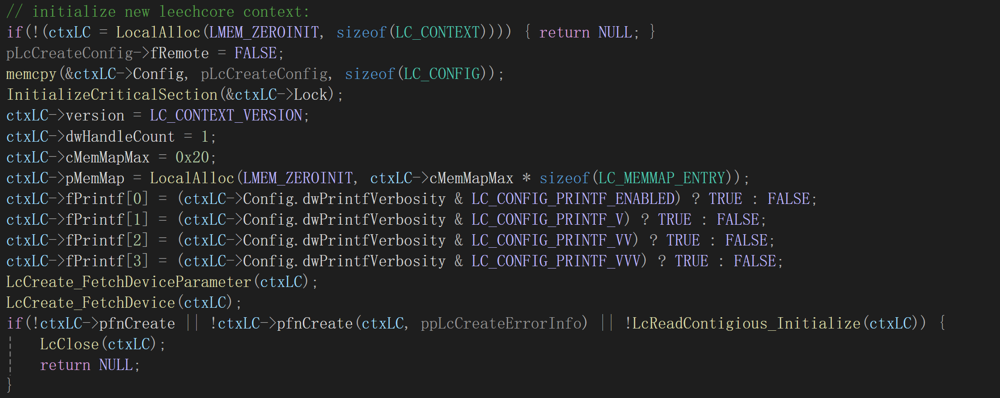 // initialize new leechcore context:
if(!(ctxLC = LocalAlloc(LMEM_ZEROINIT, sizeof(LC_CONTEXT)))) { return NULL; }
pLcCreateConfig->fRemote = FALSE;
memcpy(&ctxLC->Config, pLcCreateConfig, sizeof(LC_CONFIG));
InitializeCriticalSection(&ctxLC->Lock);
ctxLC->version = LC_CONTEXT_VERSION;
ctxLC->dwHandleCount = 1;
ctxLC->cMemMapMax = 0x20;
ctxLC->pMemMap = LocalAlloc(LMEM_ZEROINIT, ctxLC->cMemMapMax * sizeof(LC_MEMMAP_ENTRY));
ctxLC->fPrintf[0] = (ctxLC->Config.dwPrintfVerbosity & LC_CONFIG_PRINTF_ENABLED) ? TRUE : FALSE;
ctxLC->fPrintf[1] = (ctxLC->Config.dwPrintfVerbosity & LC_CONFIG_PRINTF_V) ? TRUE : FALSE;
ctxLC->fPrintf[2] = (ctxLC->Config.dwPrintfVerbosity & LC_CONFIG_PRINTF_VV) ? TRUE : FALSE;
ctxLC->fPrintf[3] = (ctxLC->Config.dwPrintfVerbosity & LC_CONFIG_PRINTF_VVV) ? TRUE : FALSE;
LcCreate_FetchDeviceParameter(ctxLC);
LcCreate_FetchDevice(ctxLC);
if(!ctxLC->pfnCreate || !ctxLC->pfnCreate(ctxLC, ppLcCreateErrorInfo) || !LcReadContigious_Initialize(ctxLC)) {
    LcClose(ctxLC);
    return NULL;
}